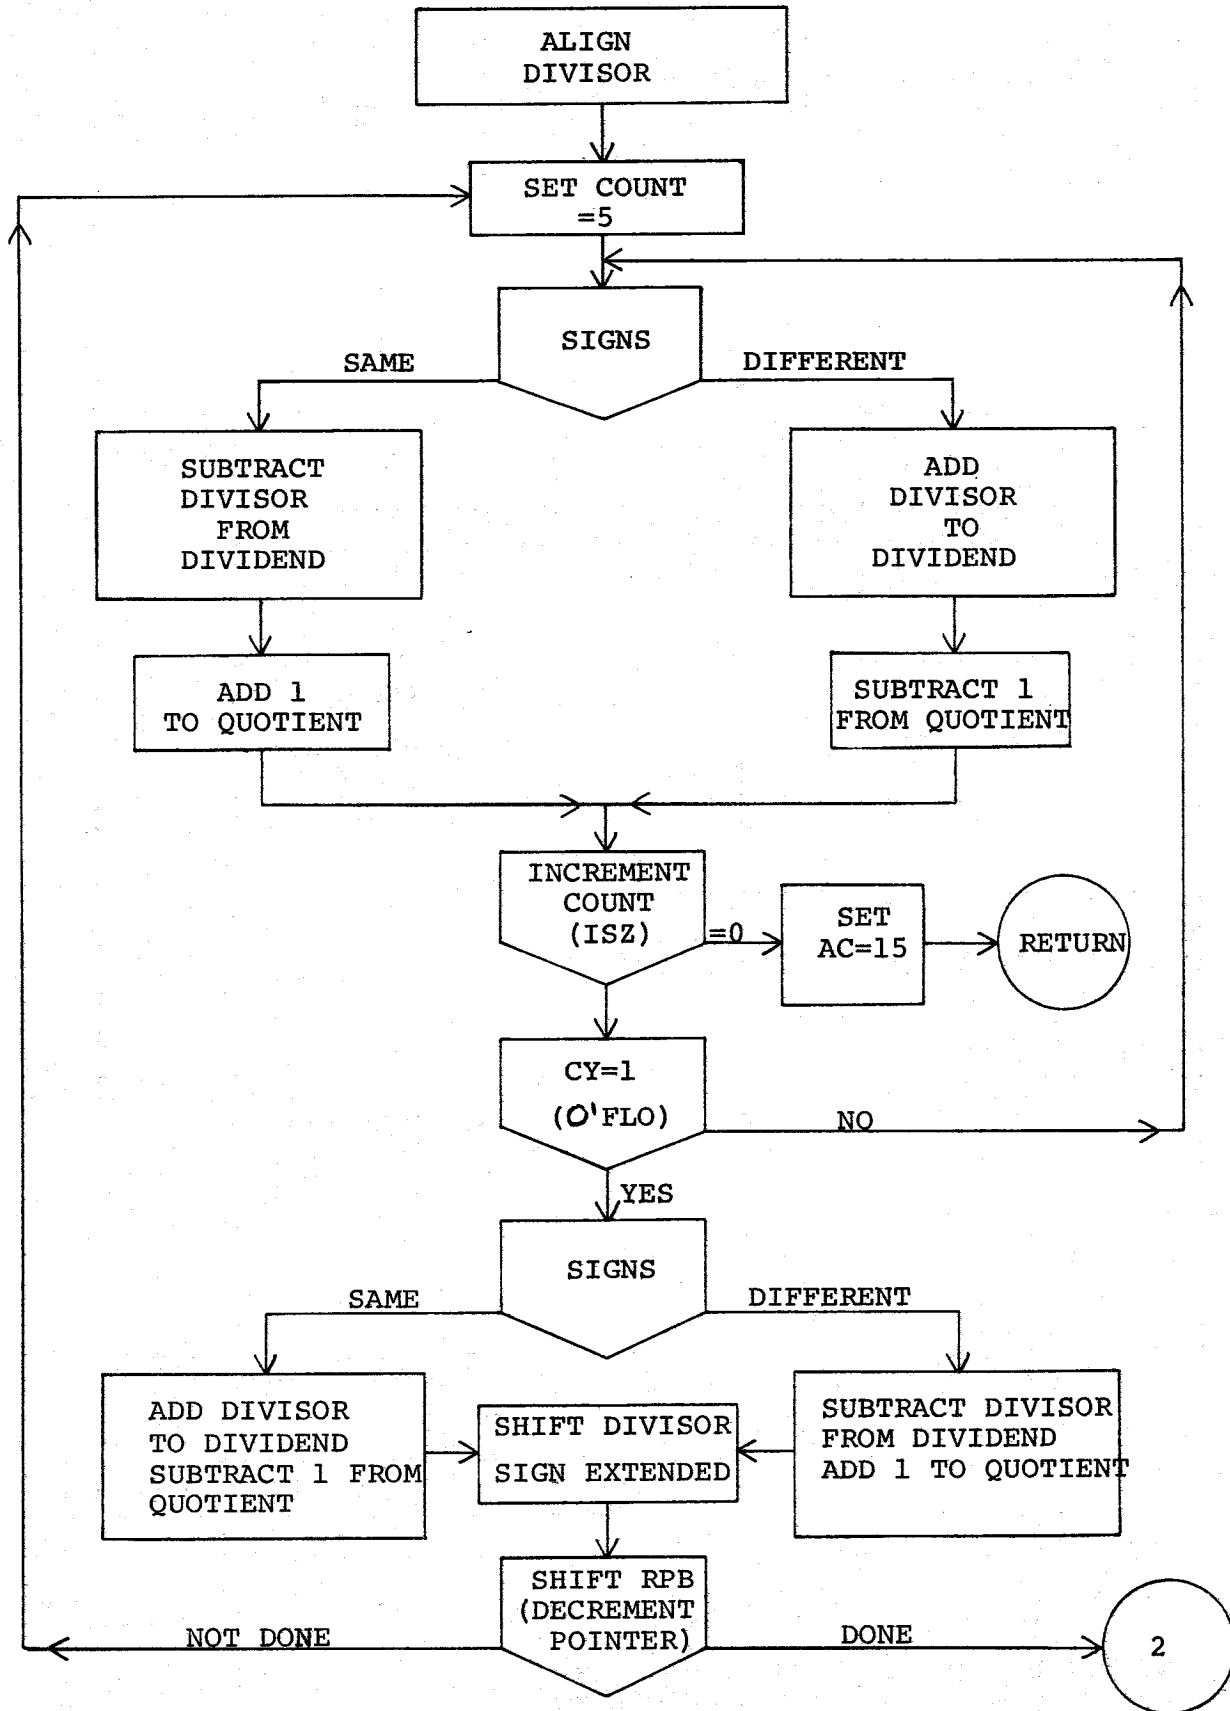 ALIGN
DIVISOR
SET COUNT
=5
SIGNS
SAME
DIFFERENT
SUBTRACT
DIVISOR
FROM
DIVIDEND
ADD
DIVISOR
TO
DIVIDEND
ADD 1
TO QUOTIENT
SUBTRACT 1
FROM QUOTIENT
INCREMENT
COUNT
(ISZ)
=0
SET
AC=15
RETURN
CY=1
(O'FLO)
NO
YES
SIGNS
SAME
DIFFERENT
ADD DIVISOR
TO DIVIDEND
SUBTRACT 1 FROM
QUOTIENT
SHIFT DIVISOR
SIGN EXTENDED
SUBTRACT DIVISOR
FROM DIVIDEND
ADD 1 TO QUOTIENT
SHIFT RPB
(DECREMENT
POINTER)
NOT DONE
DONE
2